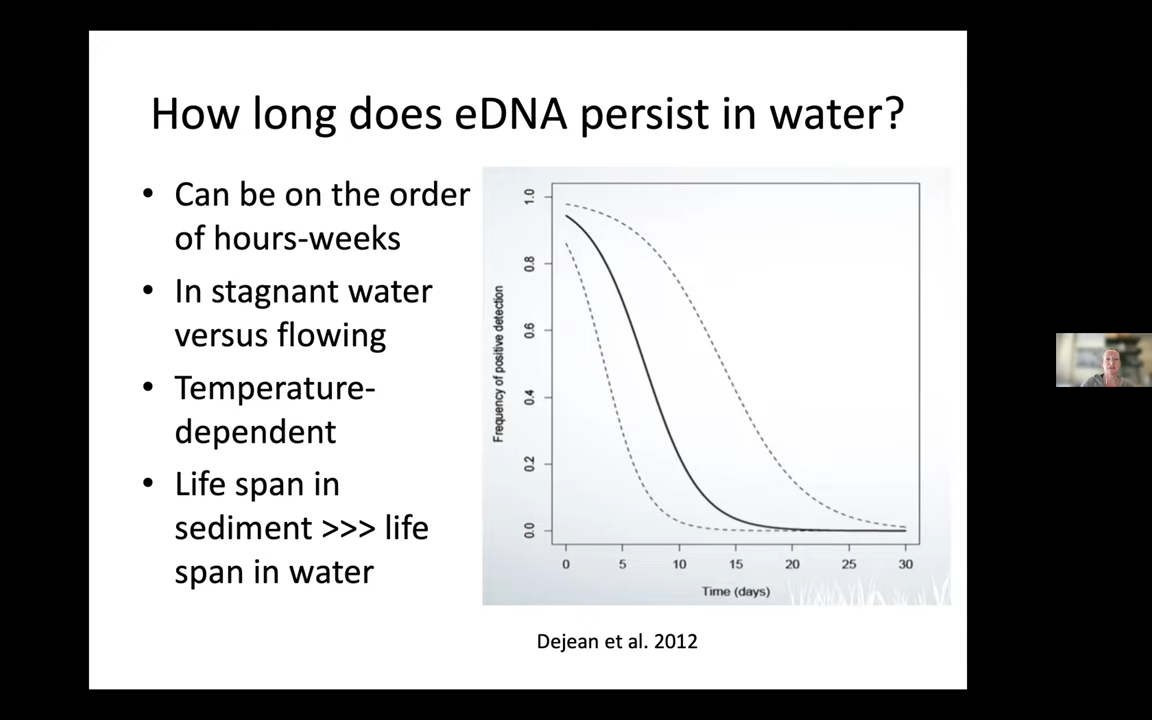 How long does eDNA persist in water?
• Can be on the order
of hours-weeks
• In stagnant water
versus flowing
• Temperature-
dependent
• Life span in
sediment >>> life
span in water
Frequency of positive detection
1.0
0.8
0.6
0.4
0.2
0.0
0 5 10 15 20 25 30
Time (days)
Dejean et al. 2012